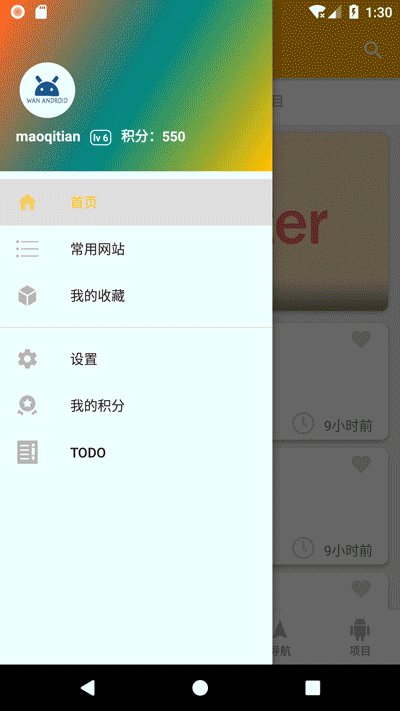 1:30
WAN ANDROID
maoqitian lv 6 积分：550
目
首页
er
常用网站
我的收藏
设置
9小时前
我的积分
TODO
9小时前
导航
项目